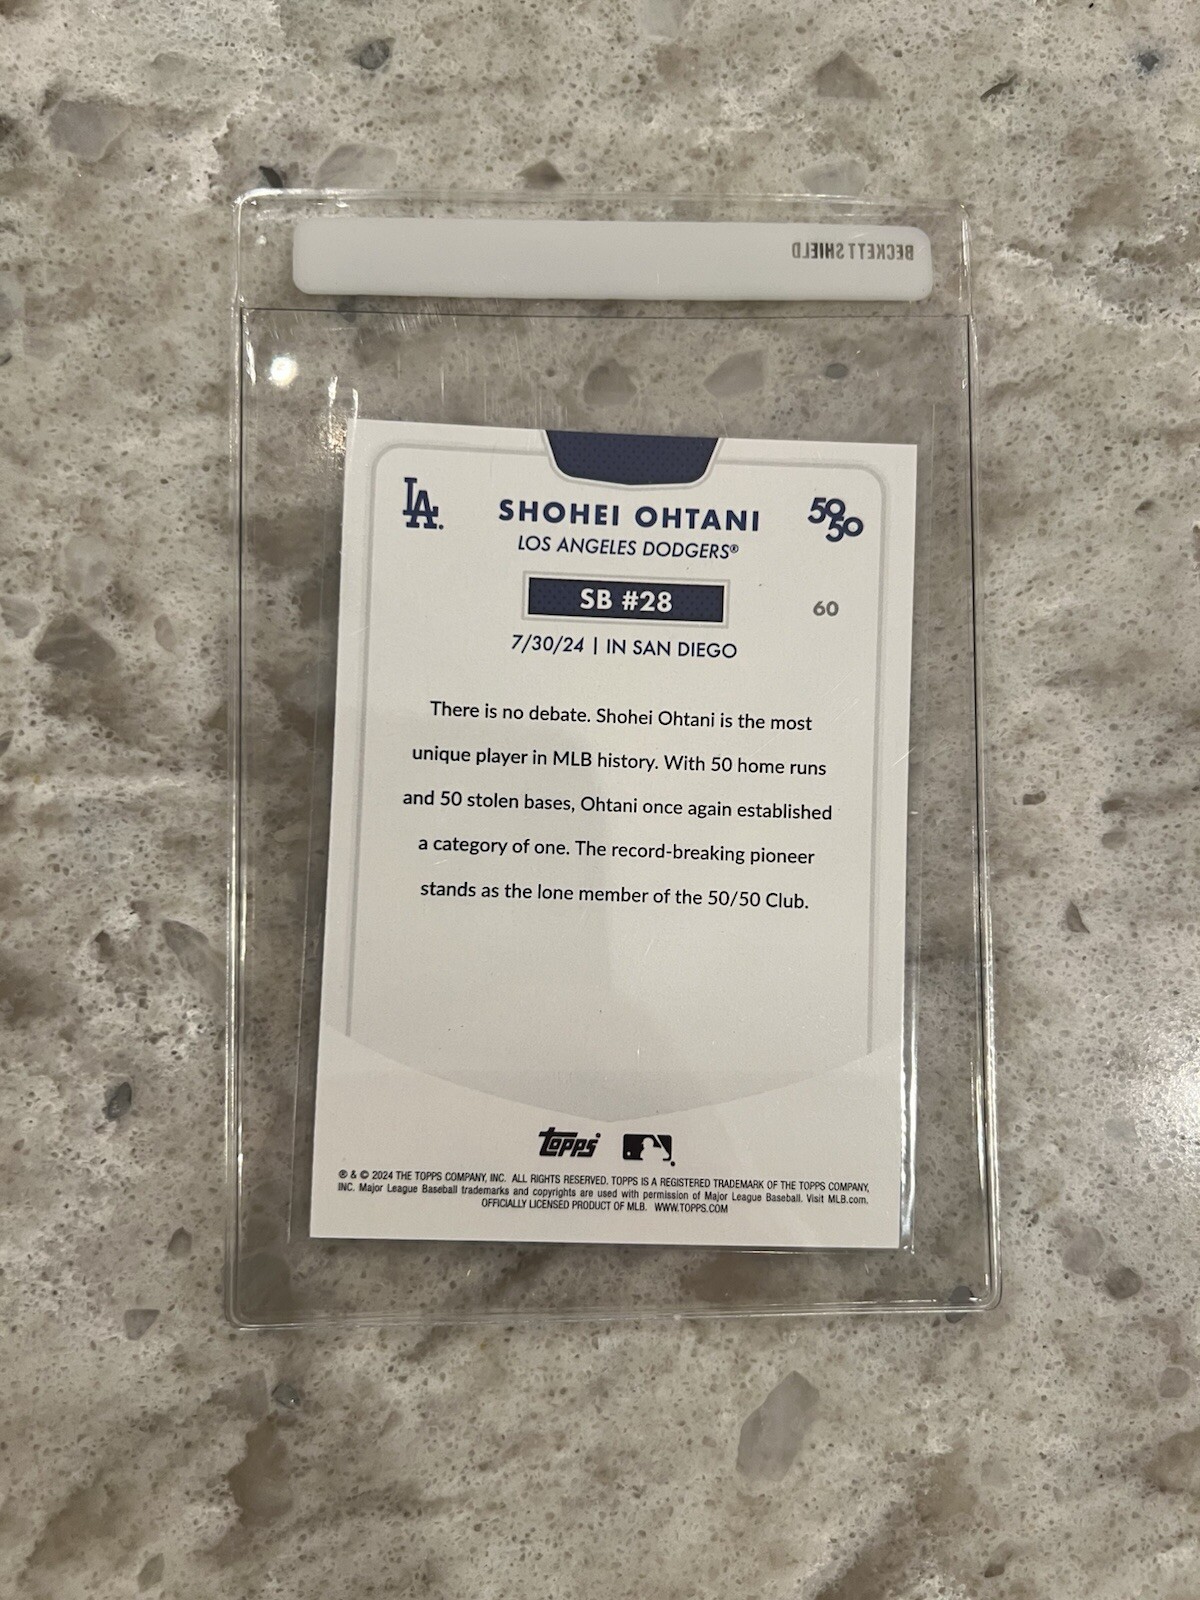 BECKETT SHIELD
LA.
SHOHEI OHTANI
50/50
LOS ANGELES DODGERS®
SB #28
60
7/30/24 | IN SAN DIEGO
There is no debate. Shohei Ohtani is the most
unique player in MLB history. With 50 home runs
and 50 stolen bases, Ohtani once again established
a category of one. The record-breaking pioneer
stands as the lone member of the 50/50 Club.
topps
® & © 2024 THE TOPPS COMPANY, INC. ALL RIGHTS RESERVED. TOPPS IS A REGISTERED TRADEMARK OF THE TOPPS COMPANY,
INC. Major League Baseball trademarks and copyrights are used with permission of Major League Baseball. Visit MLB.com.
OFFICIALLY LICENSED PRODUCT OF MLB. WWW.TOPPS.COM